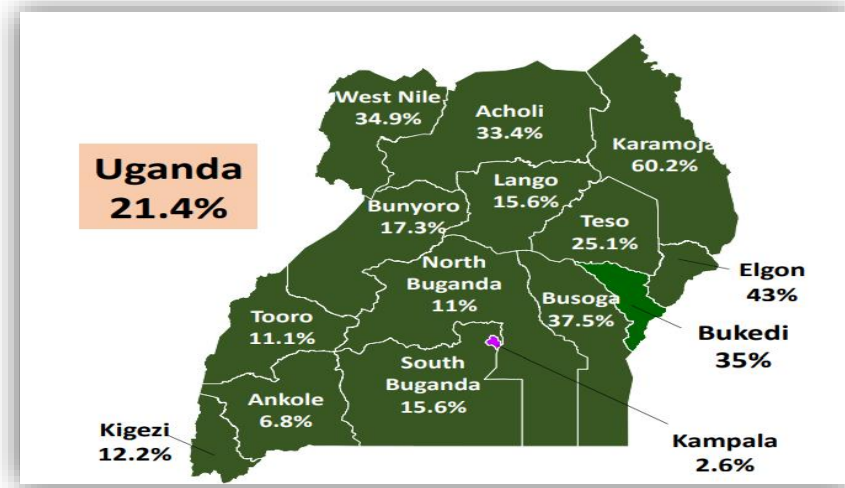 West Nile
34.9%
Acholi
33.4%
Karamoja
60.2%
Uganda
21.4%
Lango
15.6%
Bunyoro
17.3%
Teso
25.1%
North
Buganda
11%
Elgon
43%
Busoga
37.5%
Tooro
11.1%
Bukedi
35%
South
Buganda
15.6%
Ankole
6.8%
Kigezi
12.2%
Kampala
2.6%